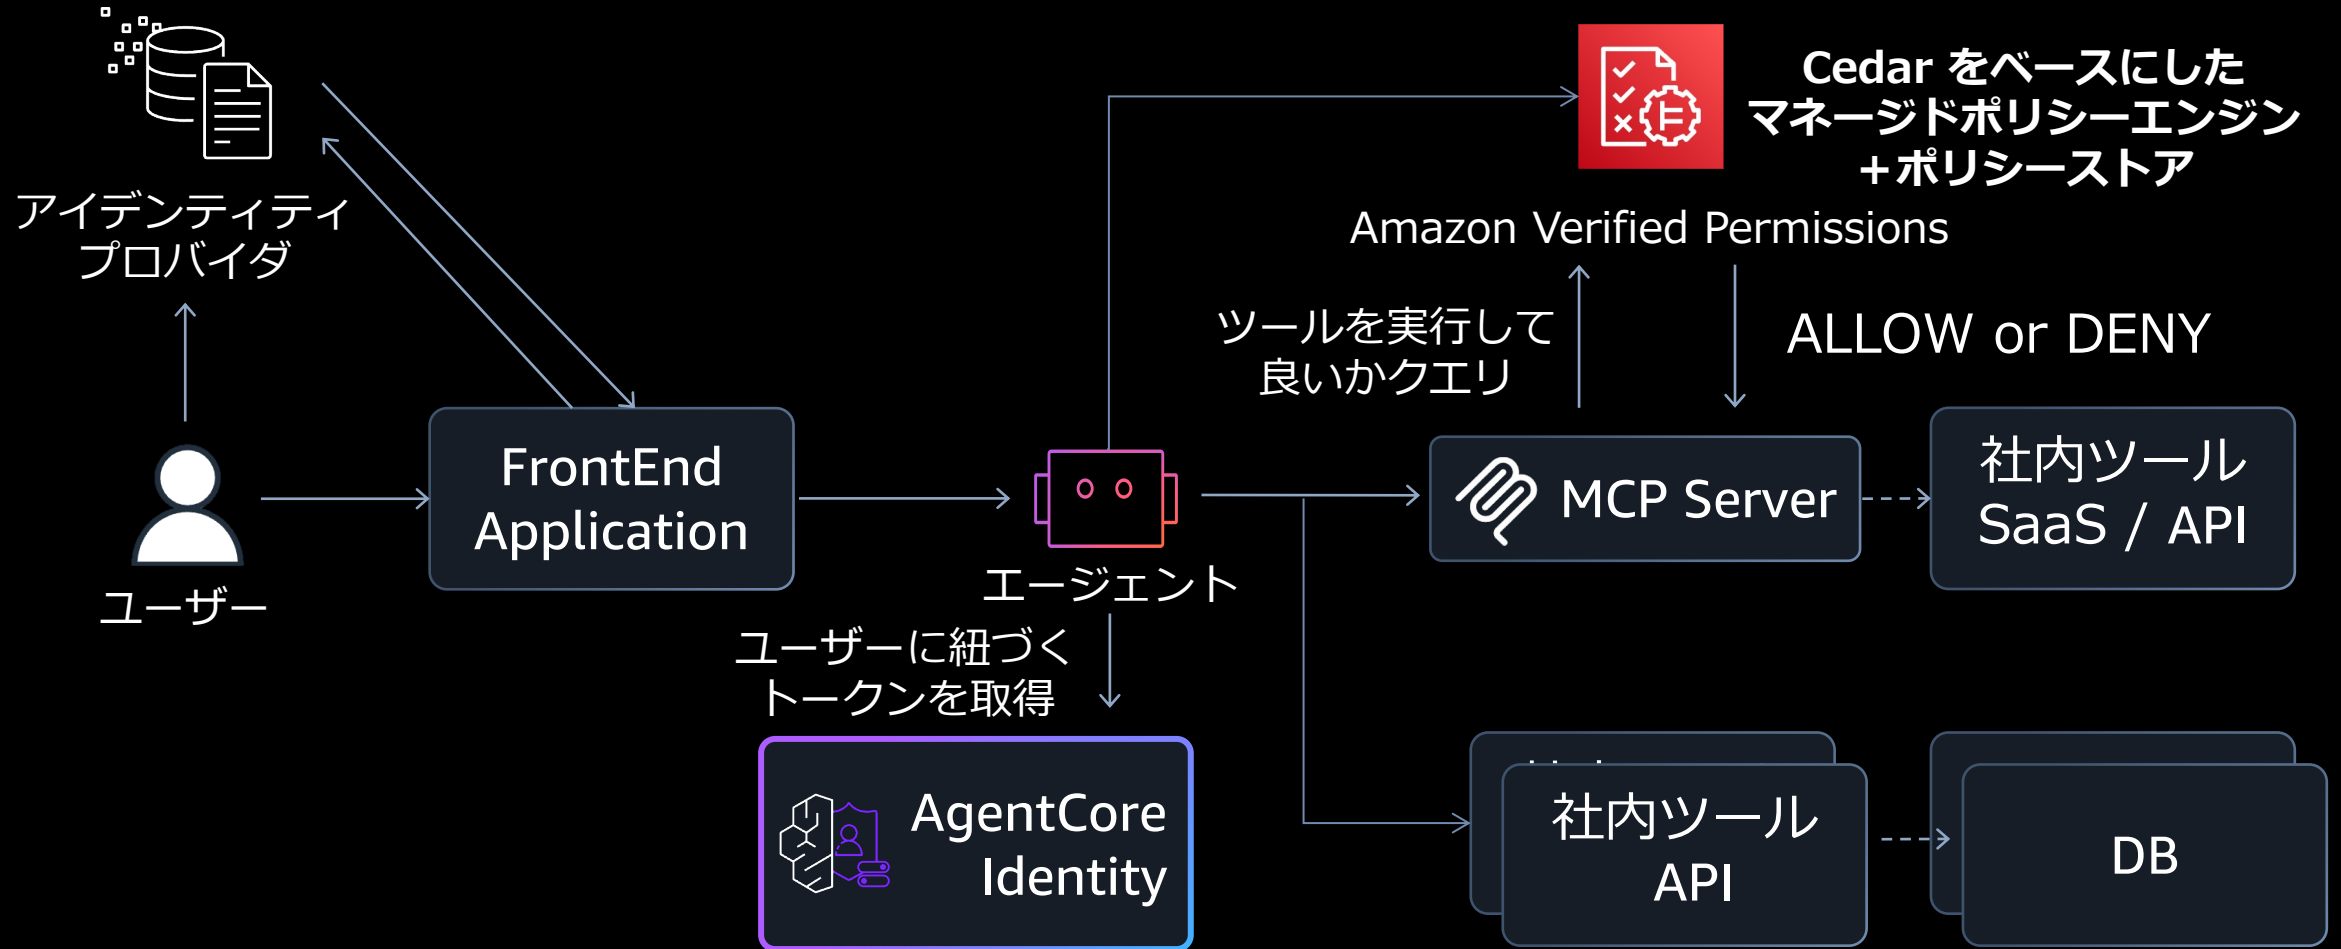 アイデンティティ
プロバイダ
Cedar をベースにした
マネージドポリシーエンジン
+ポリシーストア
Amazon Verified Permissions
ツールを実行して
良いかクエリ
ALLOW or DENY
ユーザー
FrontEnd
Application
エージェント
MCP Server
社内ツール
SaaS / API
ユーザーに紐づく
トークンを取得
AgentCore
Identity
社内ツール
API
DB